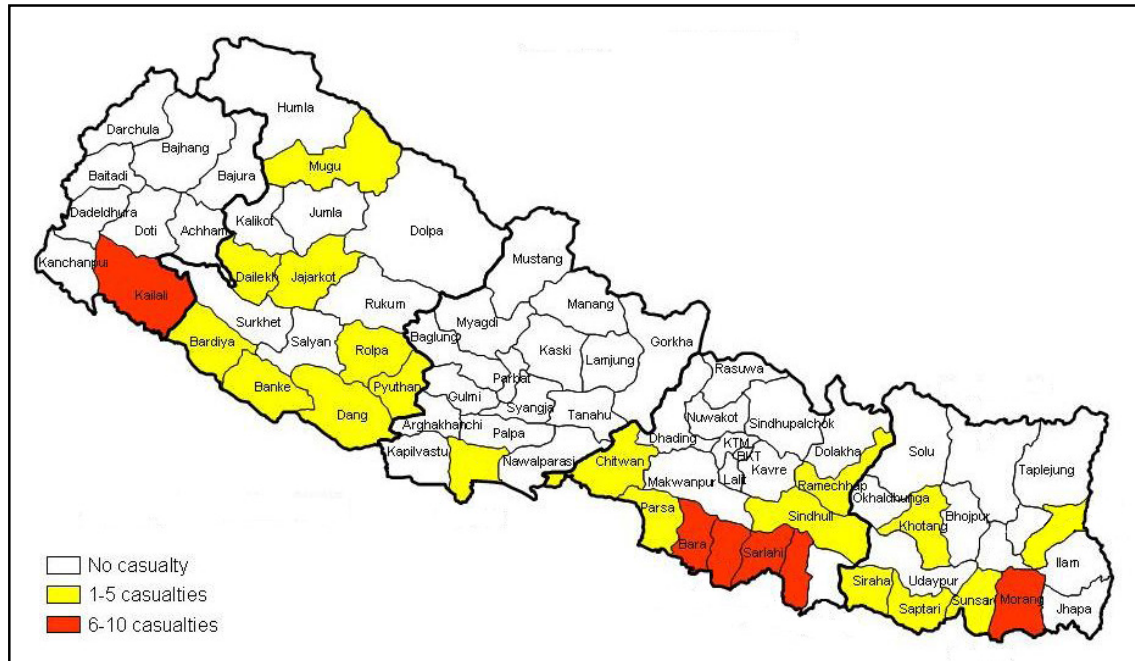 Humla
Darchula
Bajhang
Mugu
Baitadi
Bajura
Dadeldhura
Kalikot
Jumla
Doti
Achham
Dolpa
Kanchanpur
Mustang
Dailekh
Jajarkot
Kailali
Rukum
Manang
Surkhet
Myagdi
Salyan
Baglung
Bardiya
Rolpa
Kaski
Lamjung
Gorkha
Rasuwa
Parbat
Banke
Pyuthan
Gulmi
Syangja
Dang
Tanahu
Nuwakot
Sindhupalchok
Arghakhanchi
Palpa
Dhading
KTM
Dolakha
Solu
BKT
Kapilvastu
Nawalparasi
Chitwan
Lalit
Kavre
Taplejung
Makwanpur
Ramechhap
Okhaldhunga
Parsa
Sindhuli
Khotang
Bhojpur
Bara
Sarlahi
Ilam
No casualty
Siraha
Udaypur
1-5 casualties
Saptari
Sunsari
Morang
Jhapa
6-10 casualties